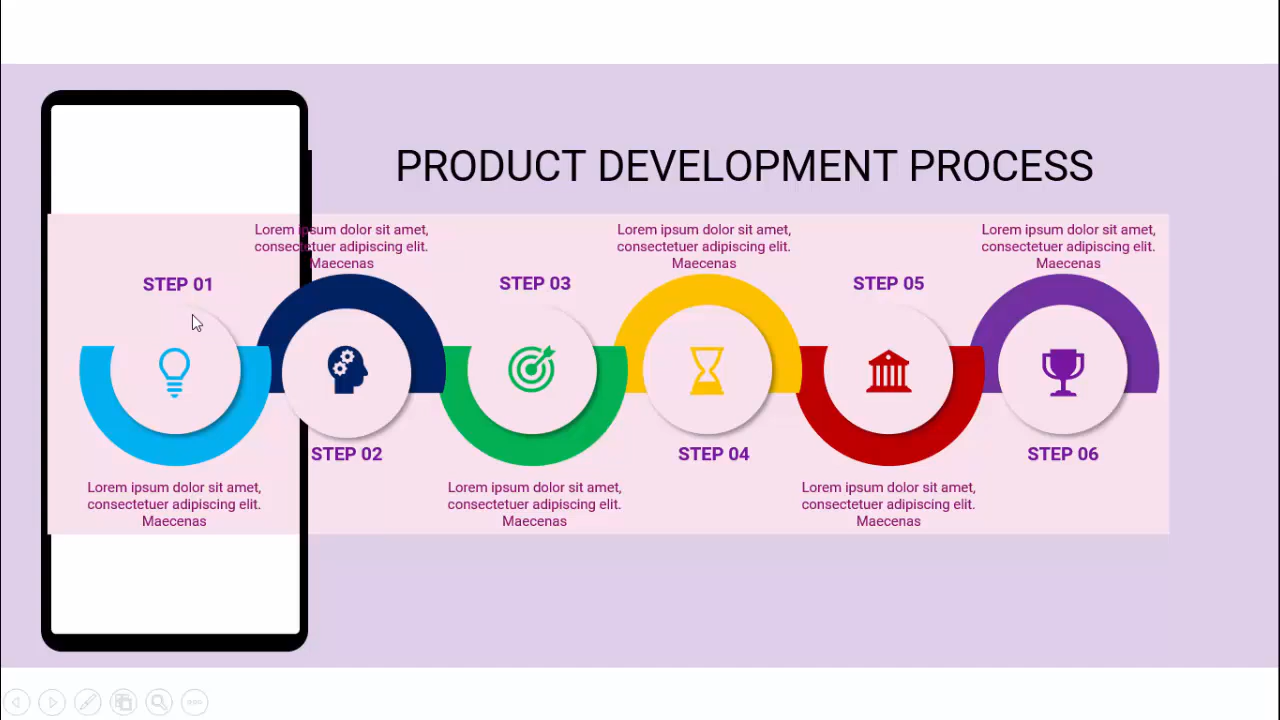 PRODUCT DEVELOPMENT PROCESS
STEP 01
Lorem ipsum dolor sit amet,
consectetuer adipiscing elit.
Maecenas
Lorem ipsum dolor sit amet,
consectetuer adipiscing elit.
Maecenas
STEP 02
STEP 03
Lorem ipsum dolor sit amet,
consectetuer adipiscing elit.
Maecenas
Lorem ipsum dolor sit amet,
consectetuer adipiscing elit.
Maecenas
STEP 04
STEP 05
Lorem ipsum dolor sit amet,
consectetuer adipiscing elit.
Maecenas
Lorem ipsum dolor sit amet,
consectetuer adipiscing elit.
Maecenas
STEP 06